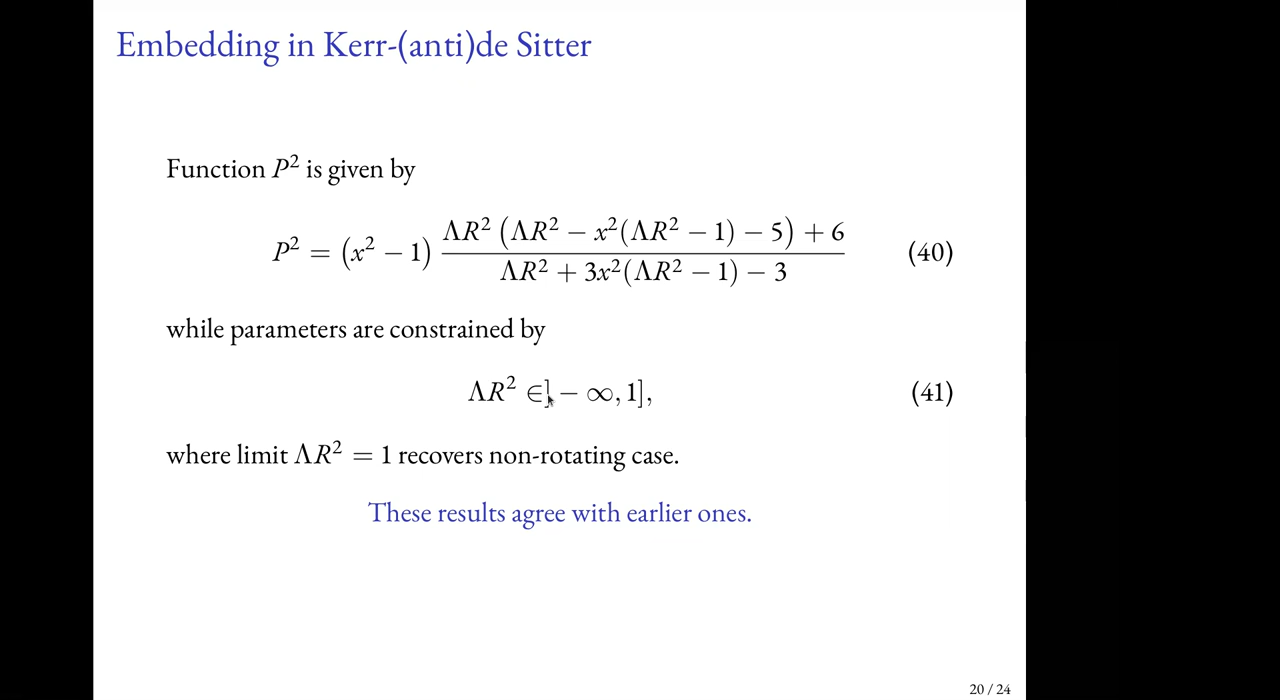 Embedding in Kerr-(anti)de Sitter
Function P² is given by
P² = (x² − 1) \frac{ΛR² (ΛR² − x²(ΛR² − 1) − 5) + 6}{ΛR² + 3x²(ΛR² − 1) − 3} (40)
while parameters are constrained by
ΛR² ∈] − ∞, 1], (41)
where limit ΛR² = 1 recovers non-rotating case.
These results agree with earlier ones.
20 / 24